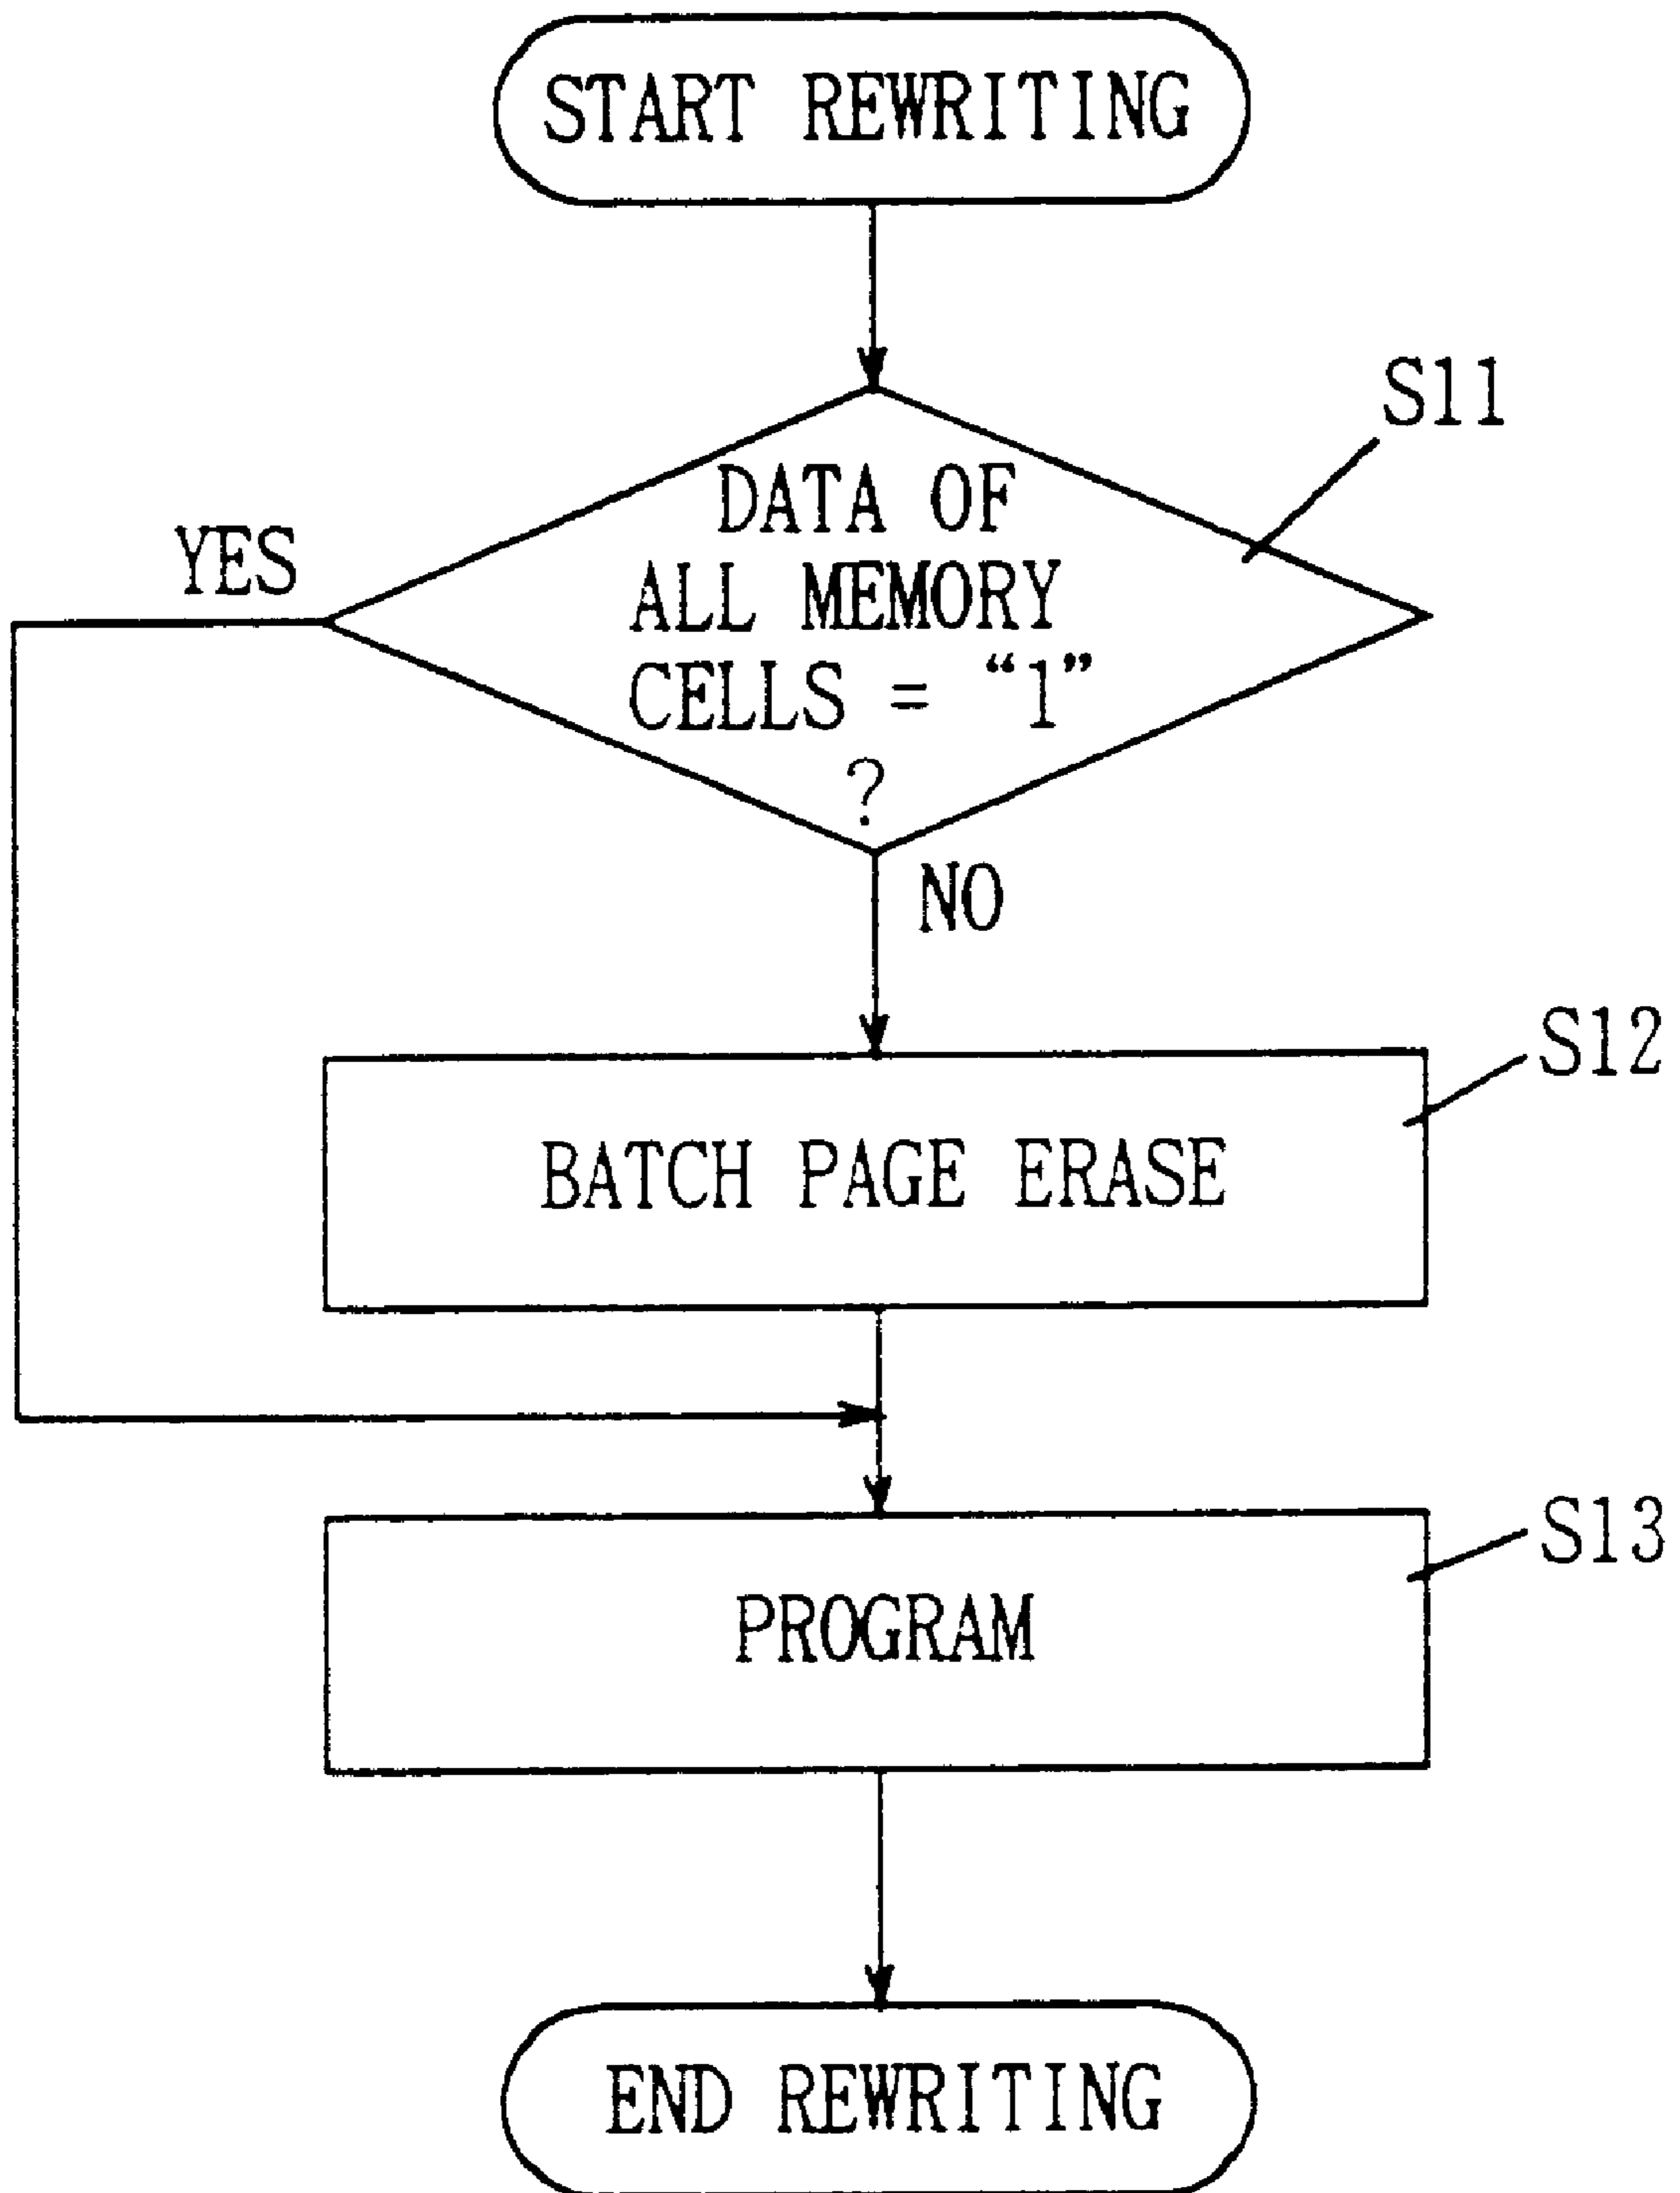 START REWRITING
S11
DATA OF
YES
ALL MEMORY
CELLS = “1”
?
NO
S12
BATCH PAGE ERASE
S13
PROGRAM
END REWRITING